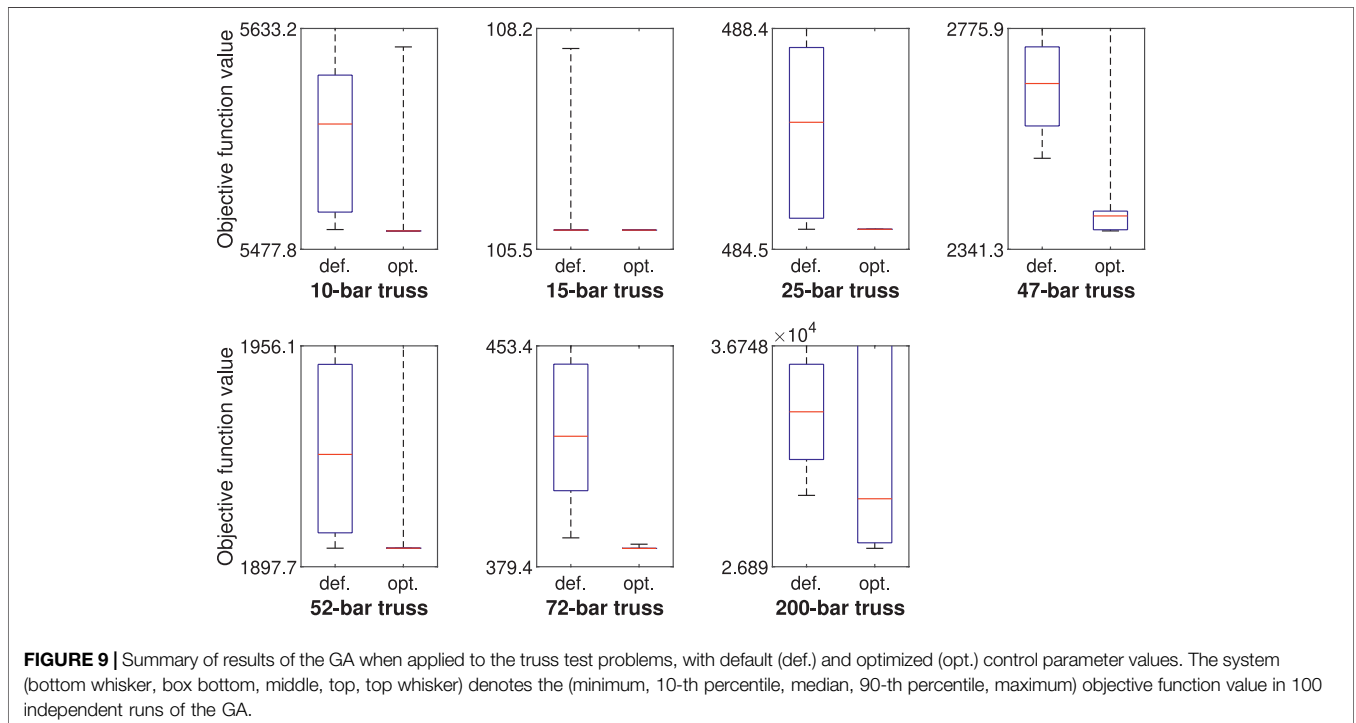 5633.2
Objective function value
5477.8
def. opt.
10-bar truss
108.2
105.5
def. opt.
15-bar truss
488.4
484.5
def. opt.
25-bar truss
2775.9
2341.3
def. opt.
47-bar truss
1956.1
Objective function value
1897.7
def. opt.
52-bar truss
453.4
379.4
def. opt.
72-bar truss
×10⁴
3.6748
2.689
def. opt.
200-bar truss
FIGURE 9 | Summary of results of the GA when applied to the truss test problems, with default (def.) and optimized (opt.) control parameter values. The system
(bottom whisker, box bottom, middle, top, top whisker) denotes the (minimum, 10-th percentile, median, 90-th percentile, maximum) objective function value in 100
independent runs of the GA.